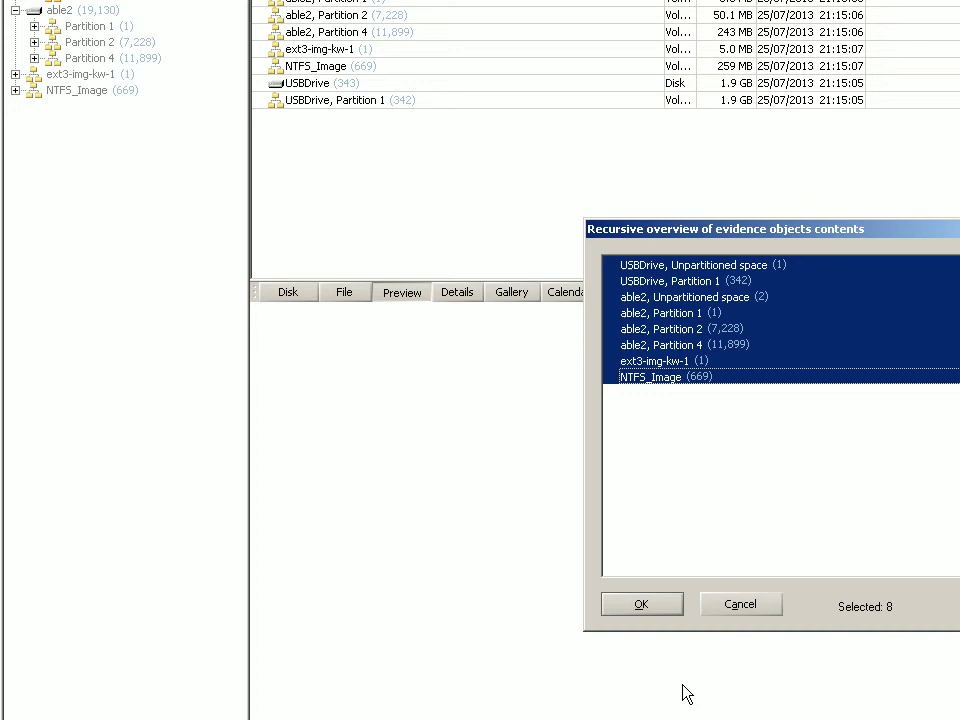 able2 (19,130)
Partition 1 (1)
Partition 2 (7,228)
Partition 4 (11,899)
ext3-img-kw-1 (1)
NTFS_Image (669)
able2, Partition 2 (7,228) Vol... 50.1 MB 25/07/2013 21:15:06
able2, Partition 4 (11,899) Vol... 243 MB 25/07/2013 21:15:06
ext3-img-kw-1 (1) Vol... 5.0 MB 25/07/2013 21:15:07
NTFS_Image (669) Vol... 259 MB 25/07/2013 21:15:07
USBDrive (343) Disk 1.9 GB 25/07/2013 21:15:05
USBDrive, Partition 1 (342) Vol... 1.9 GB 25/07/2013 21:15:05
Disk File Preview Details Gallery Calenda
Recursive overview of evidence objects contents
USBDrive, Unpartitioned space (1)
USBDrive, Partition 1 (342)
able2, Unpartitioned space (2)
able2, Partition 1 (1)
able2, Partition 2 (7,228)
able2, Partition 4 (11,899)
ext3-img-kw-1 (1)
NTFS_Image (669)
OK Cancel Selected: 8